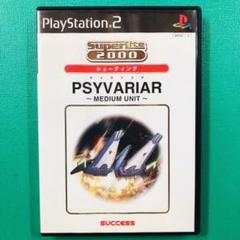 PlayStation 2
SuperLite
2000
シューティング
サイヴァリア
PSYVARIAR
~ MEDIUM UNIT ~
SUCCESS